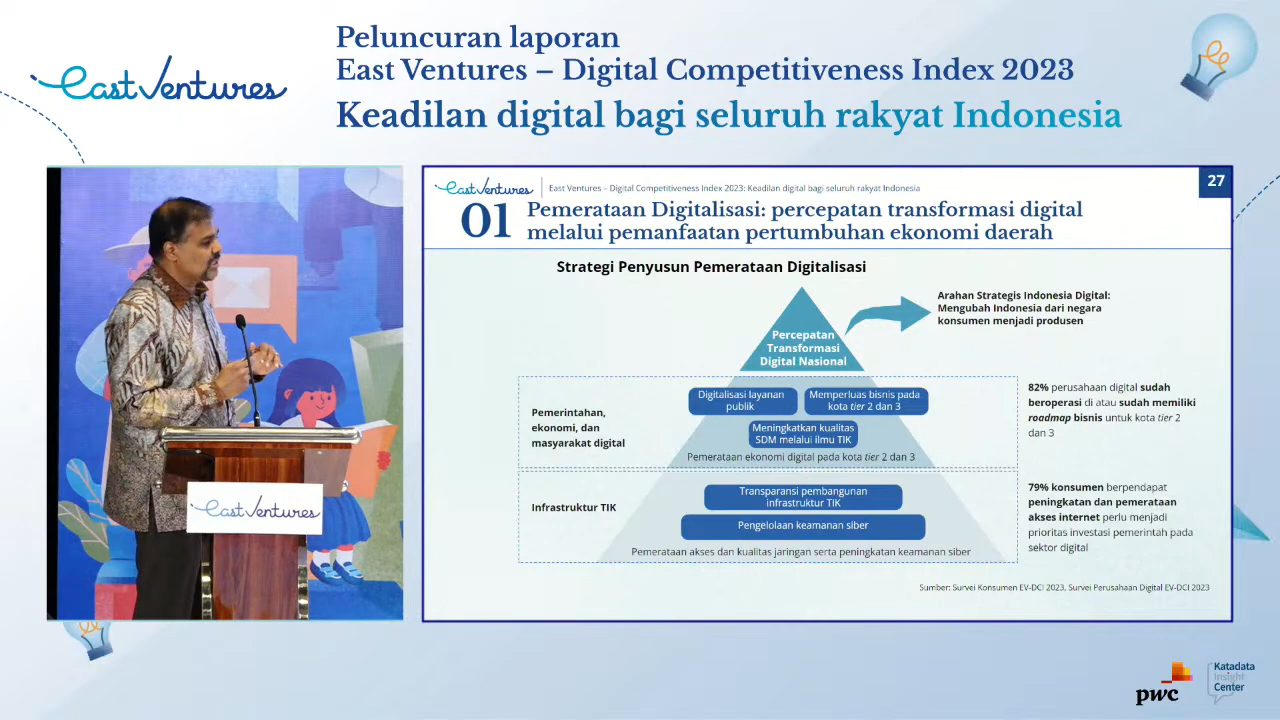 East Ventures
Peluncuran laporan
East Ventures – Digital Competitiveness Index 2023
Keadilan digital bagi seluruh rakyat Indonesia
East Ventures
East Ventures – Digital Competitiveness Index 2023: Keadilan digital bagi seluruh rakyat Indonesia
27
01
Pemerataan Digitalisasi: percepatan transformasi digital
melalui pemanfaatan pertumbuhan ekonomi daerah
Strategi Penyusun Pemerataan Digitalisasi
Percepatan
Transformasi
Digital Nasional
Arahan Strategis Indonesia Digital:
Mengubah Indonesia dari negara
konsumen menjadi produsen
Pemerintahan,
ekonomi, dan
masyarakat digital
Digitalisasi layanan
publik
Memperluas bisnis pada
kota tier 2 dan 3
Meningkatkan kualitas
SDM melalui ilmu TIK
Pemerataan ekonomi digital pada kota tier 2 dan 3
82% perusahaan digital sudah
beroperasi di atau sudah memiliki
roadmap bisnis untuk kota tier 2
dan 3
Infrastruktur TIK
Transparansi pembangunan
infrastruktur TIK
Pengelolaan keamanan siber
Pemerataan akses dan kualitas jaringan serta peningkatan keamanan siber
79% konsumen berpendapat
peningkatan dan pemerataan
akses internet perlu menjadi
prioritas investasi pemerintah pada
sektor digital
Sumber: Survei Konsumen EV-DCI 2023, Survei Perusahaan Digital EV-DCI 2023
East Ventures
pwc
Katadata
Insight
Center